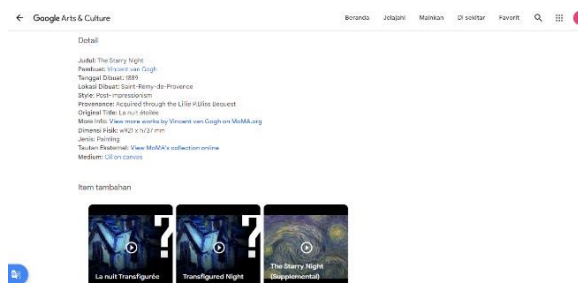 Google Arts & Culture
Beranda Jelajahi Mainkan Di sekitar Favorit
Detail
Judul: The Starry Night
Pembuat: Vincent van Gogh
Tanggal Dibuat: 1889
Lokasi Dibuat: Saint-Remy-de-Provence
Style: Post-Impressionism
Provenance: Acquired through the Lillie P. Bliss Bequest
Original Title: La nuit étoilée
More Info: View more works by Vincent van Gogh on MoMA.org
Dimensi Fisik: w921 x h737 mm
Jenis: Painting
Tautan Eksternal: View MoMA's collection online
Medium: Oil on canvas
Item tambahan
?
?
La nuit Transfigurée
Transfigured Night
The Starry Night
(Supplemental)